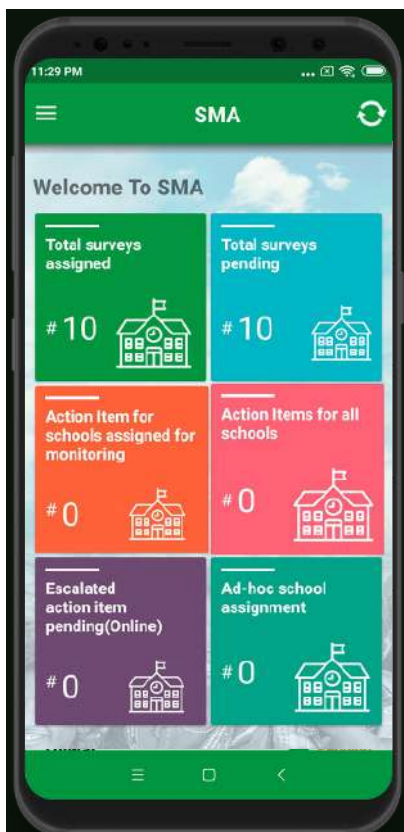 11:29 PM
SMA
Welcome To SMA
Total surveys
assigned
# 10
Total surveys
pending
# 10
Action Item for
schools assigned for
monitoring
# 0
Action Items for all
schools
# 0
Escalated
action item
pending(Online)
# 0
Ad-hoc school
assignment
# 0